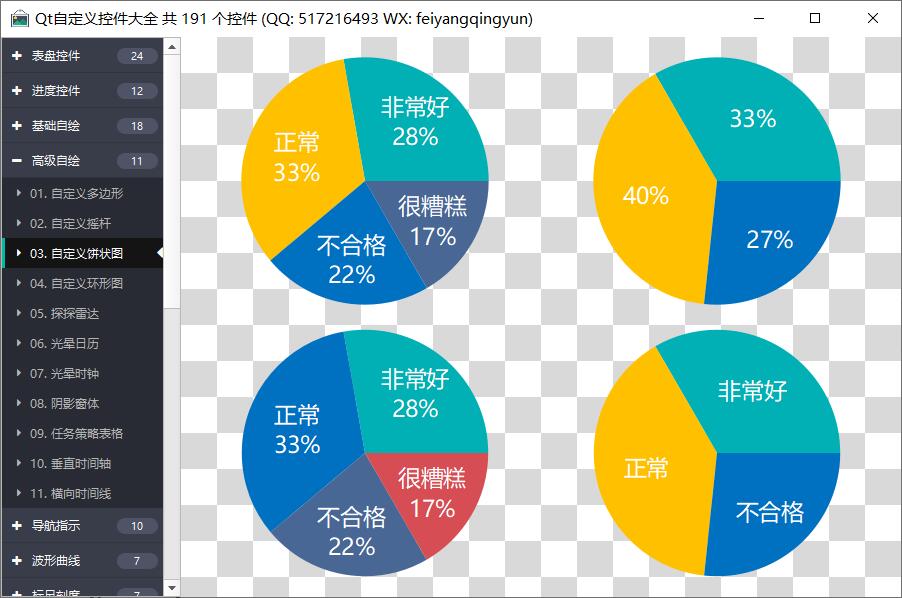 Qt自定义控件大全 共 191 个控件 (QQ: 517216493 WX: feiyangqingyun)
表盘控件 24
进度控件 12
基础自绘 18
高级自绘 11
01. 自定义多边形
02. 自定义摇杆
03. 自定义饼状图
04. 自定义环形图
05. 探探雷达
06. 光晕日历
07. 光晕时钟
08. 阴影窗体
09. 任务策略表格
10. 垂直时间轴
11. 横向时间线
导航指示 10
波形曲线 7
标尺刻度 7
非常好
28%
正常
33%
很糟糕
17%
不合格
22%
33%
40%
27%
非常好
28%
正常
33%
很糟糕
17%
不合格
22%
非常好
正常
不合格